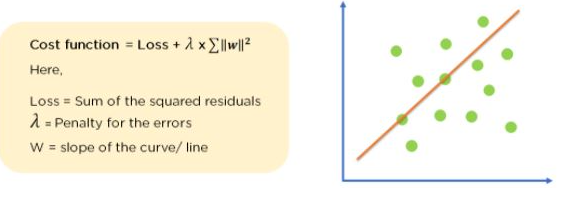 Cost function = Loss + λ x ∑‖w‖²
Here,
Loss = Sum of the squared residuals
λ = Penalty for the errors
W = slope of the curve/ line